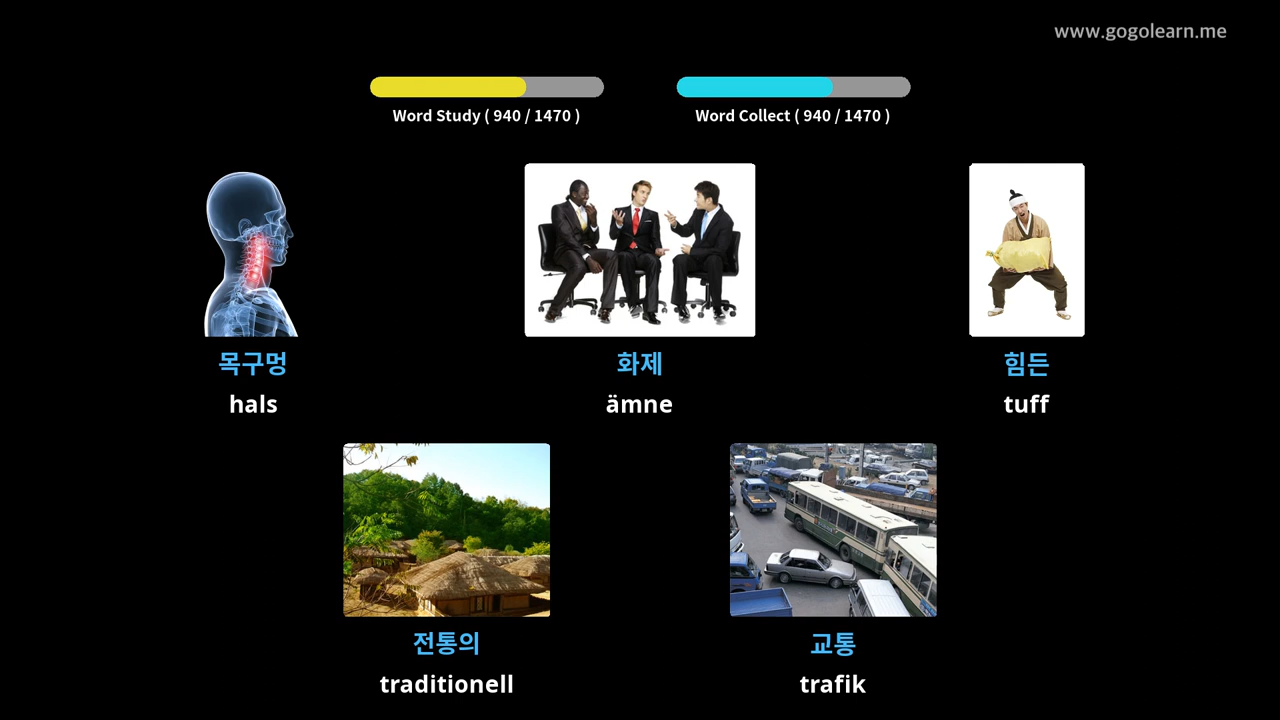 www.gogolearn.me
Word Study ( 940 / 1470 )
Word Collect ( 940 / 1470 )
목구멍
hals
화제
ämne
힘든
tuff
전통의
traditionell
교통
trafik